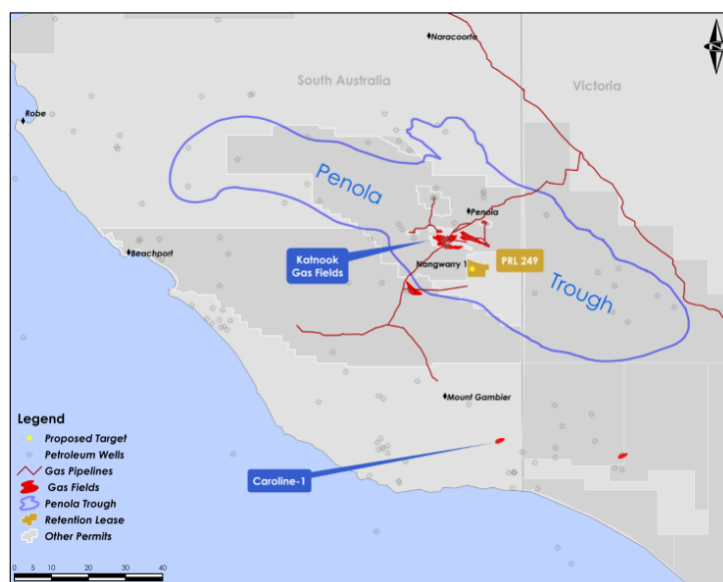 Naracoorte
N
South Australia
Victoria
Robe
Penola
Penola
Katnook
Gas Fields
Nangwarry 1
PRL 249
Beachport
Trough
Mount Gambier
Caroline-1
Legend
Proposed Target
Petroleum Wells
Gas Pipelines
Gas Fields
Penola Trough
Retention Lease
Other Permits
0 5 10 20 30 40